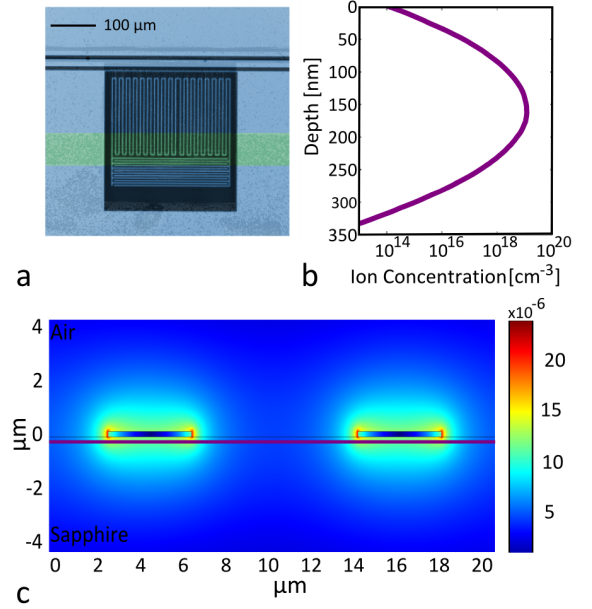 100 µm
a
0
50
100
150
200
250
300
350
Depth [nm]
10^14 10^16 10^18 10^20
Ion Concentration [cm^-3]
b
Air
Sapphire
4
2
0
-2
-4
µm
0 2 4 6 8 10 12 14 16 18 20
µm
x10^-6
20
15
10
5
c